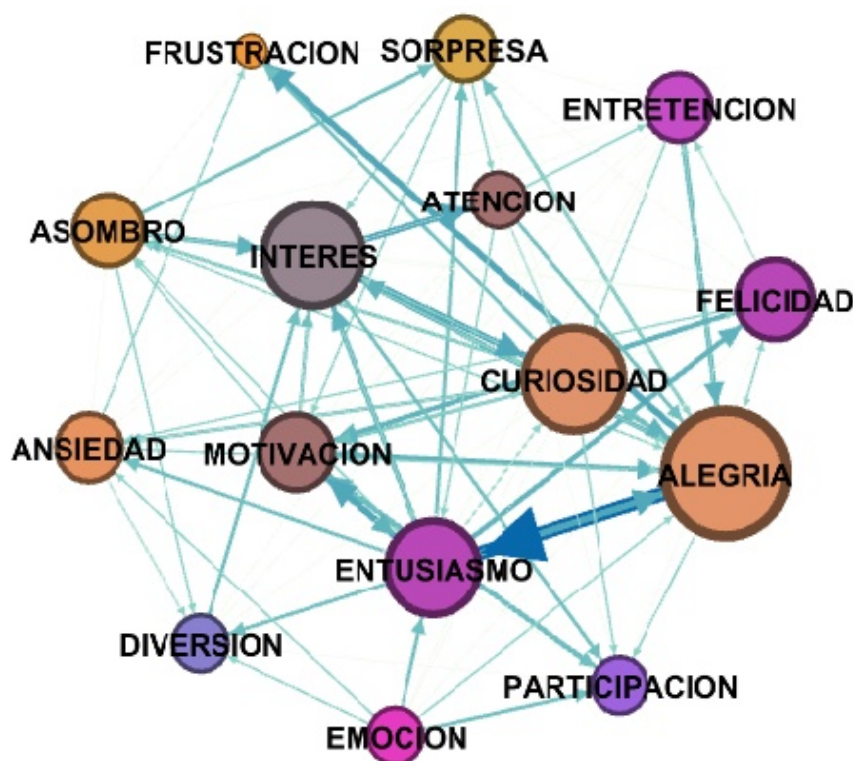 FRUSTRACION
SORPRESA
ENTRETENCION
ATENCION
ASOMBRO
INTERES
FELICIDAD
CURIOSIDAD
ANSIEDAD
MOTIVACION
ALEGRIA
ENTUSIASMO
DIVERSION
PARTICIPACION
EMOCION